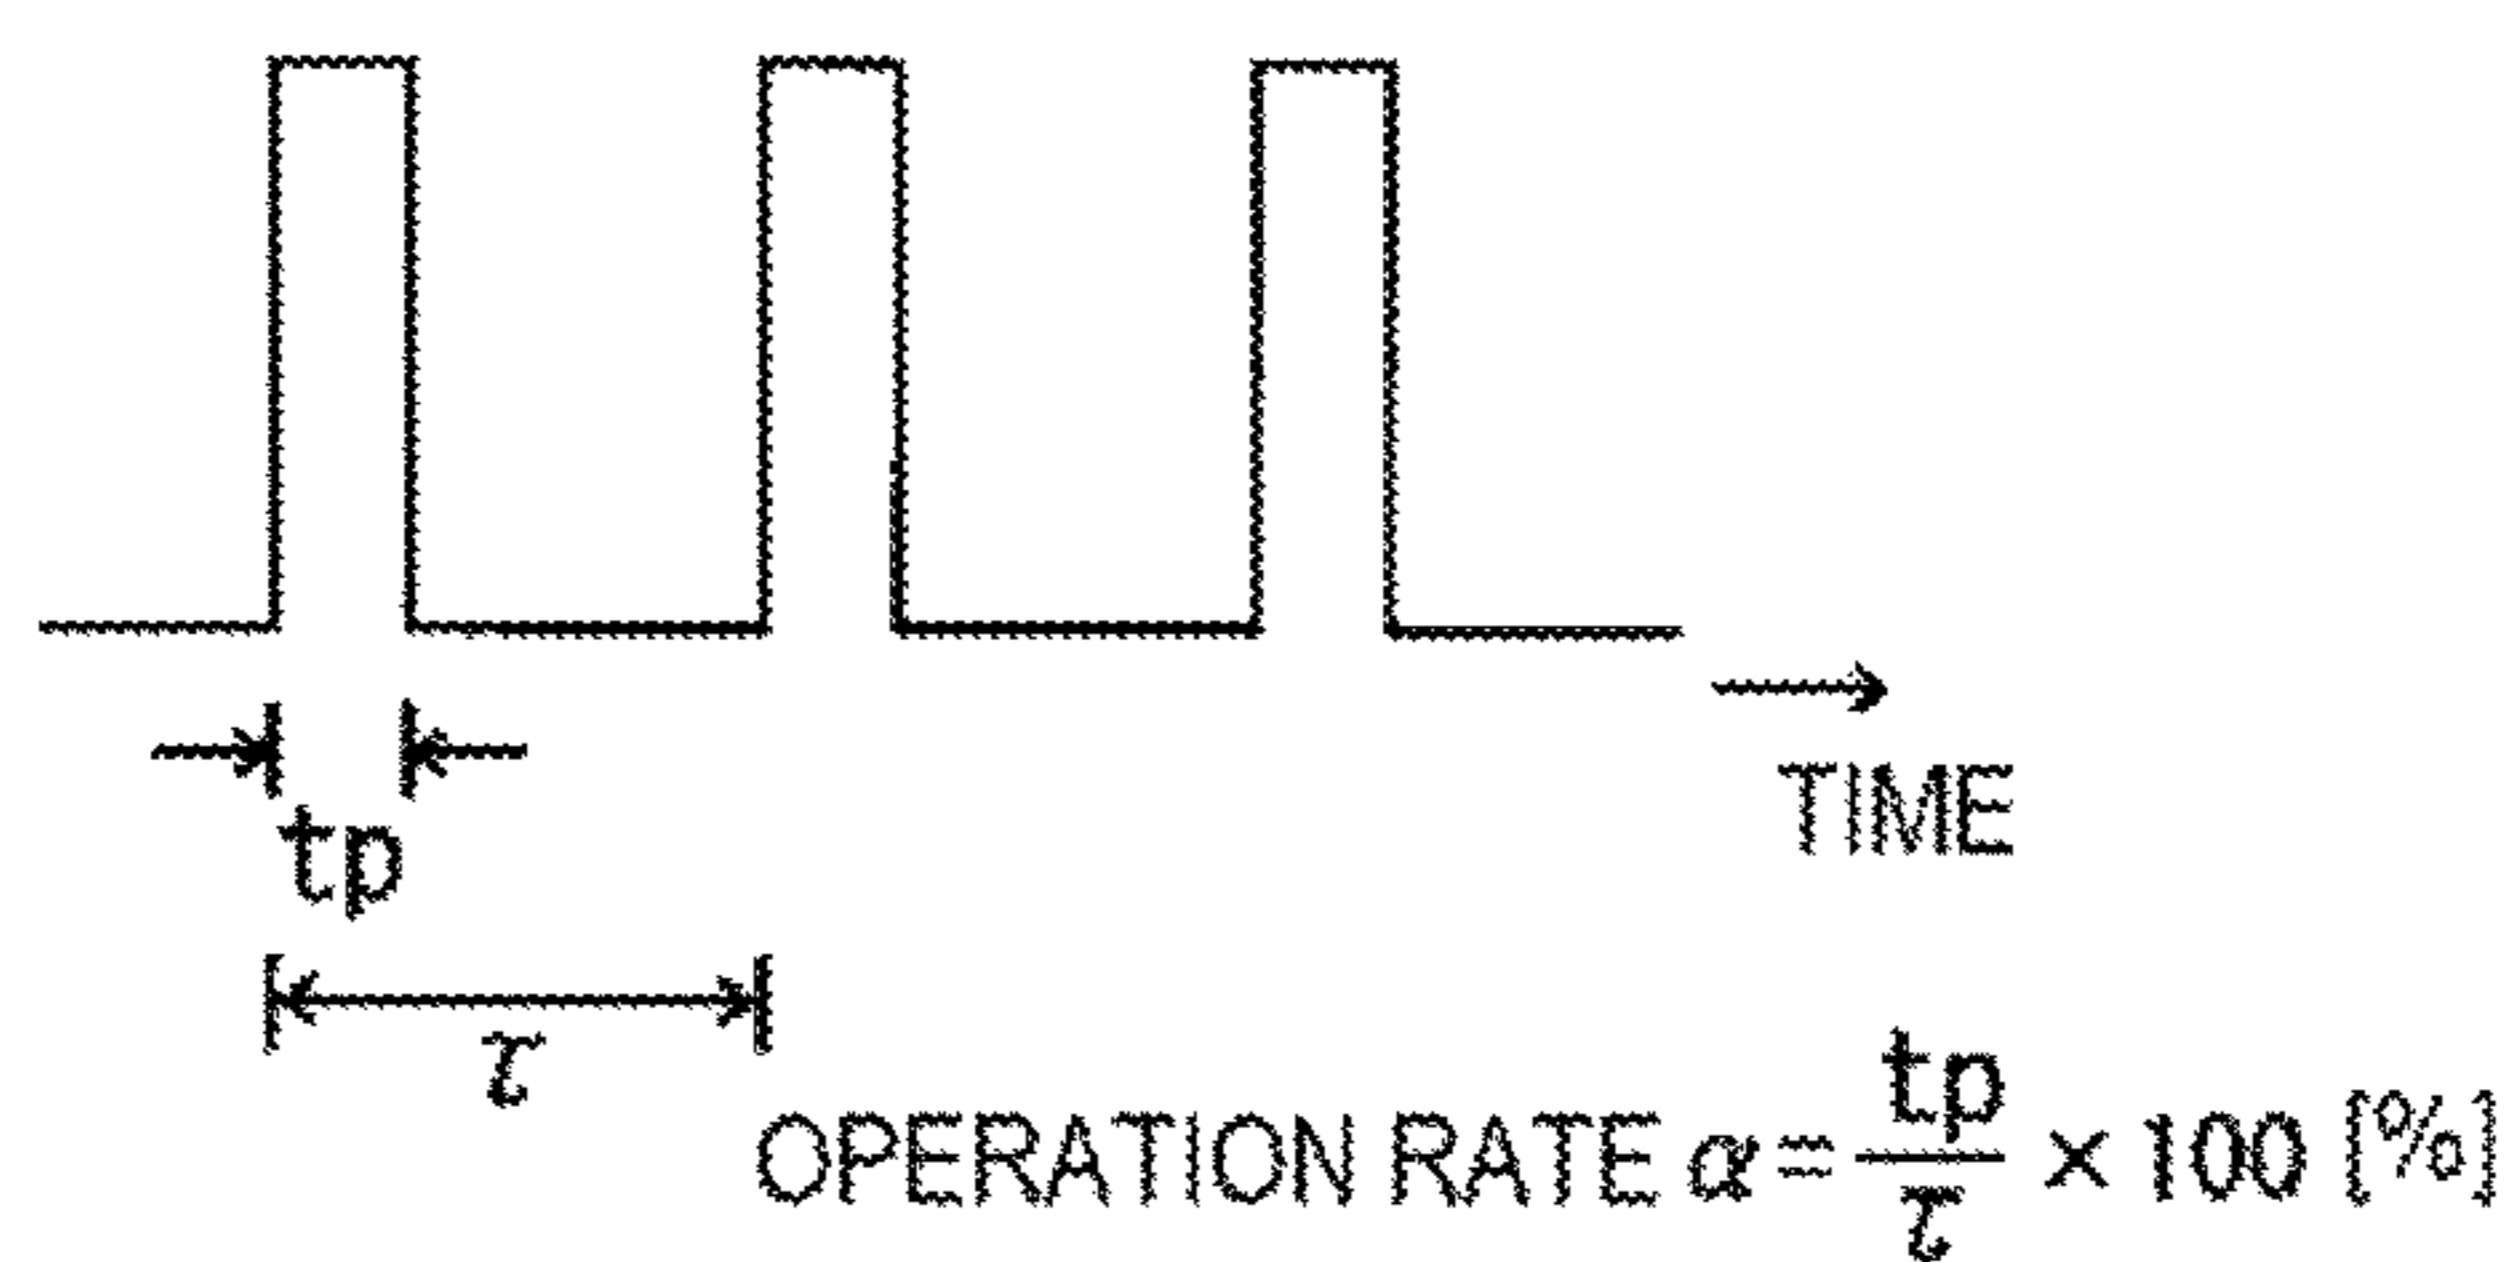 TIME
tp
τ
OPERATION RATE α = tp/τ × 100 [%]